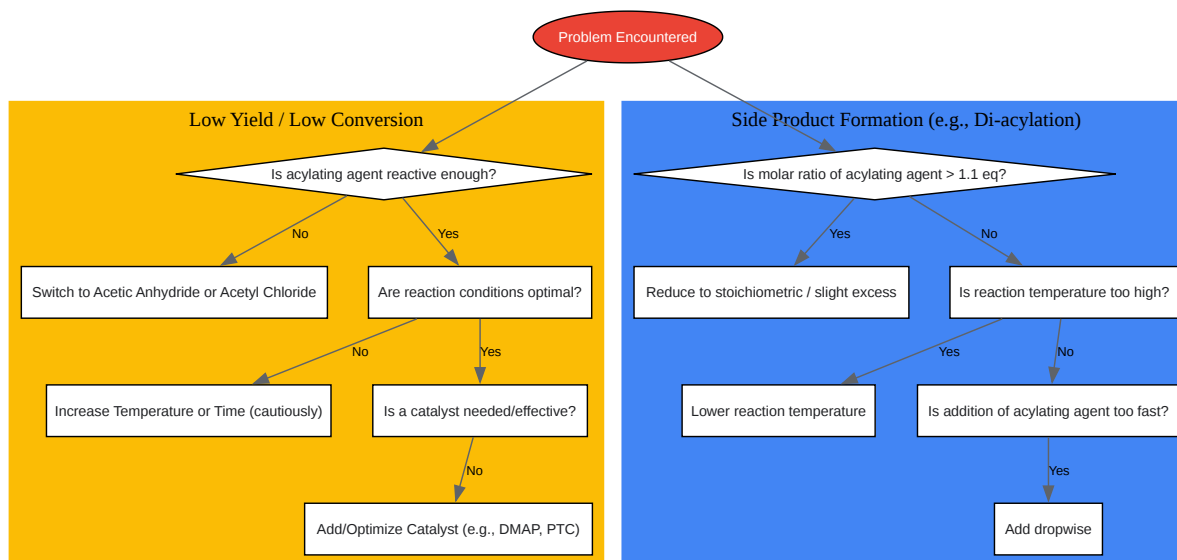 Problem Encountered
Low Yield / Low Conversion
Side Product Formation (e.g., Di-acylation)
Is acylating agent reactive enough?
Is molar ratio of acylating agent > 1.1 eq?
No
Yes
Yes
No
Switch to Acetic Anhydride or Acetyl Chloride
Are reaction conditions optimal?
Reduce to stoichiometric / slight excess
Is reaction temperature too high?
No
Yes
Yes
No
Increase Temperature or Time (cautiously)
Is a catalyst needed/effective?
Lower reaction temperature
Is addition of acylating agent too fast?
No
Yes
Add/Optimize Catalyst (e.g., DMAP, PTC)
Add dropwise